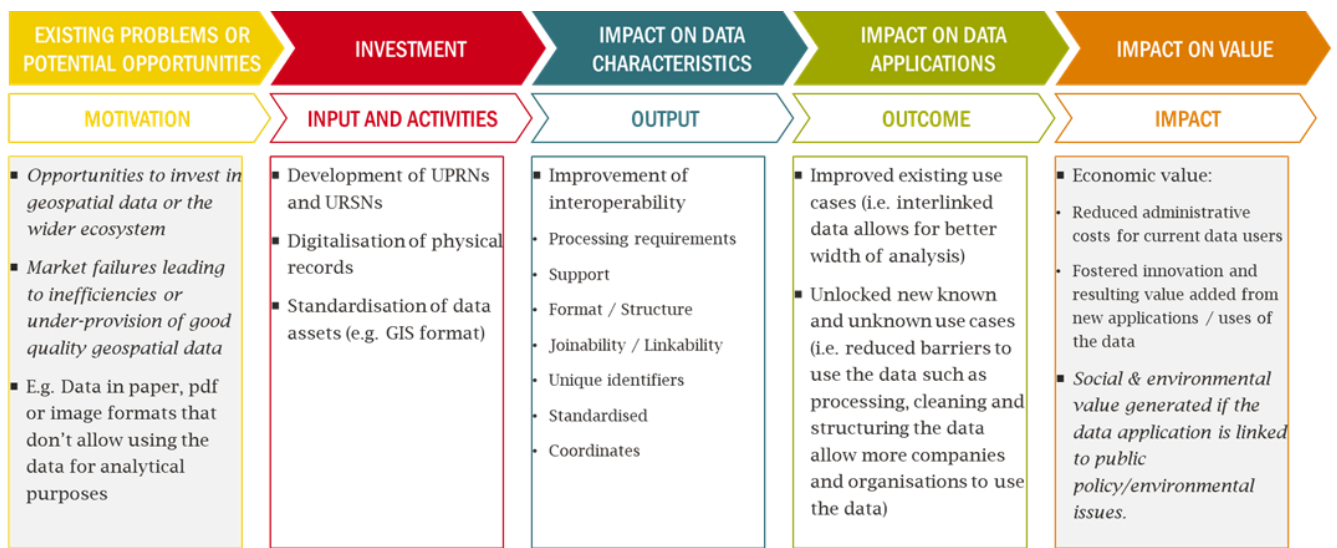 EXISTING PROBLEMS OR
POTENTIAL OPPORTUNITIES
INVESTMENT
IMPACT ON DATA
CHARACTERISTICS
IMPACT ON DATA
APPLICATIONS
IMPACT ON VALUE
MOTIVATION
INPUT AND ACTIVITIES
OUTPUT
OUTCOME
IMPACT
▪ Opportunities to invest in
geospatial data or the
wider ecosystem
▪ Market failures leading
to inefficiencies or
under-provision of good
quality geospatial data
▪ E.g. Data in paper, pdf
or image formats that
don't allow using the
data for analytical
purposes
▪ Development of UPRNs
and URSNs
▪ Digitalisation of physical
records
▪ Standardisation of data
assets (e.g. GIS format)
▪ Improvement of
interoperability
• Processing requirements
• Support
• Format / Structure
• Joinability / Linkability
• Unique identifiers
• Standardised
• Coordinates
▪ Improved existing use
cases (i.e. interlinked
data allows for better
width of analysis)
▪ Unlocked new known
and unknown use cases
(i.e. reduced barriers to
use the data such as
processing, cleaning and
structuring the data
allow more companies
and organisations to use
the data)
▪ Economic value:
• Reduced administrative
costs for current data users
• Fostered innovation and
resulting value added from
new applications / uses of
the data
▪ Social & environmental
value generated if the
data application is linked
to public
policy/environmental
issues.